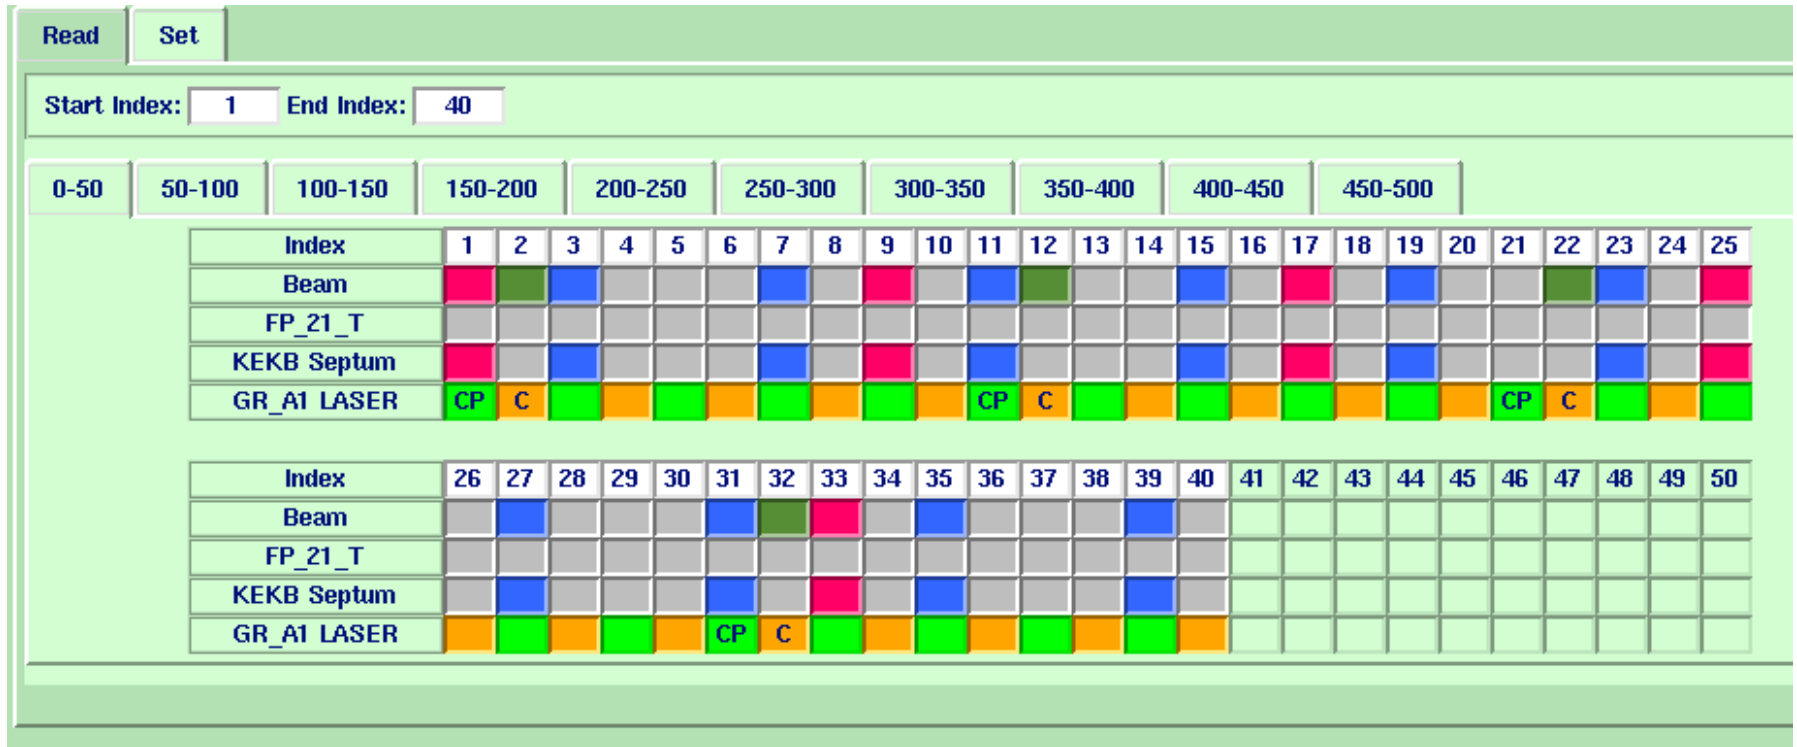 Read Set
Start Index: 1 End Index: 40
0-50 50-100 100-150 150-200 200-250 250-300 300-350 350-400 400-450 450-500
Index 1 2 3 4 5 6 7 8 9 10 11 12 13 14 15 16 17 18 19 20 21 22 23 24 25
Beam
FP_21_T
KEKB Septum
GR_A1 LASER CP C CP C CP C
Index 26 27 28 29 30 31 32 33 34 35 36 37 38 39 40 41 42 43 44 45 46 47 48 49 50
Beam
FP_21_T
KEKB Septum
GR_A1 LASER CP C